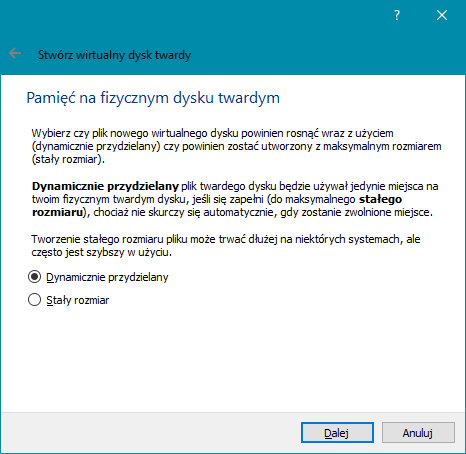 ?
Stwórz wirtualny dysk twardy
Pamięć na fizycznym dysku twardym
Wybierz czy plik nowego wirtualnego dysku powinien rosnąć wraz z użyciem
(dynamicznie przydzielany) czy powinien zostać utworzony z maksymalnym rozmiarem
(stały rozmiar).
Dynamicznie przydzielany plik twardego dysku będzie używał jedynie miejsca na
twoim fizycznym twardym dysku, jeśli się zapełni (do maksymalnego stałego
rozmiaru), chociaż nie skurczy się automatycznie, gdy zostanie zwolnione miejsce.
Tworzenie stałego rozmiaru pliku może trwać dłużej na niektórych systemach, ale
często jest szybszy w użyciu.
Dynamicznie przydzielany
Stały rozmiar
Dalej
Anuluj